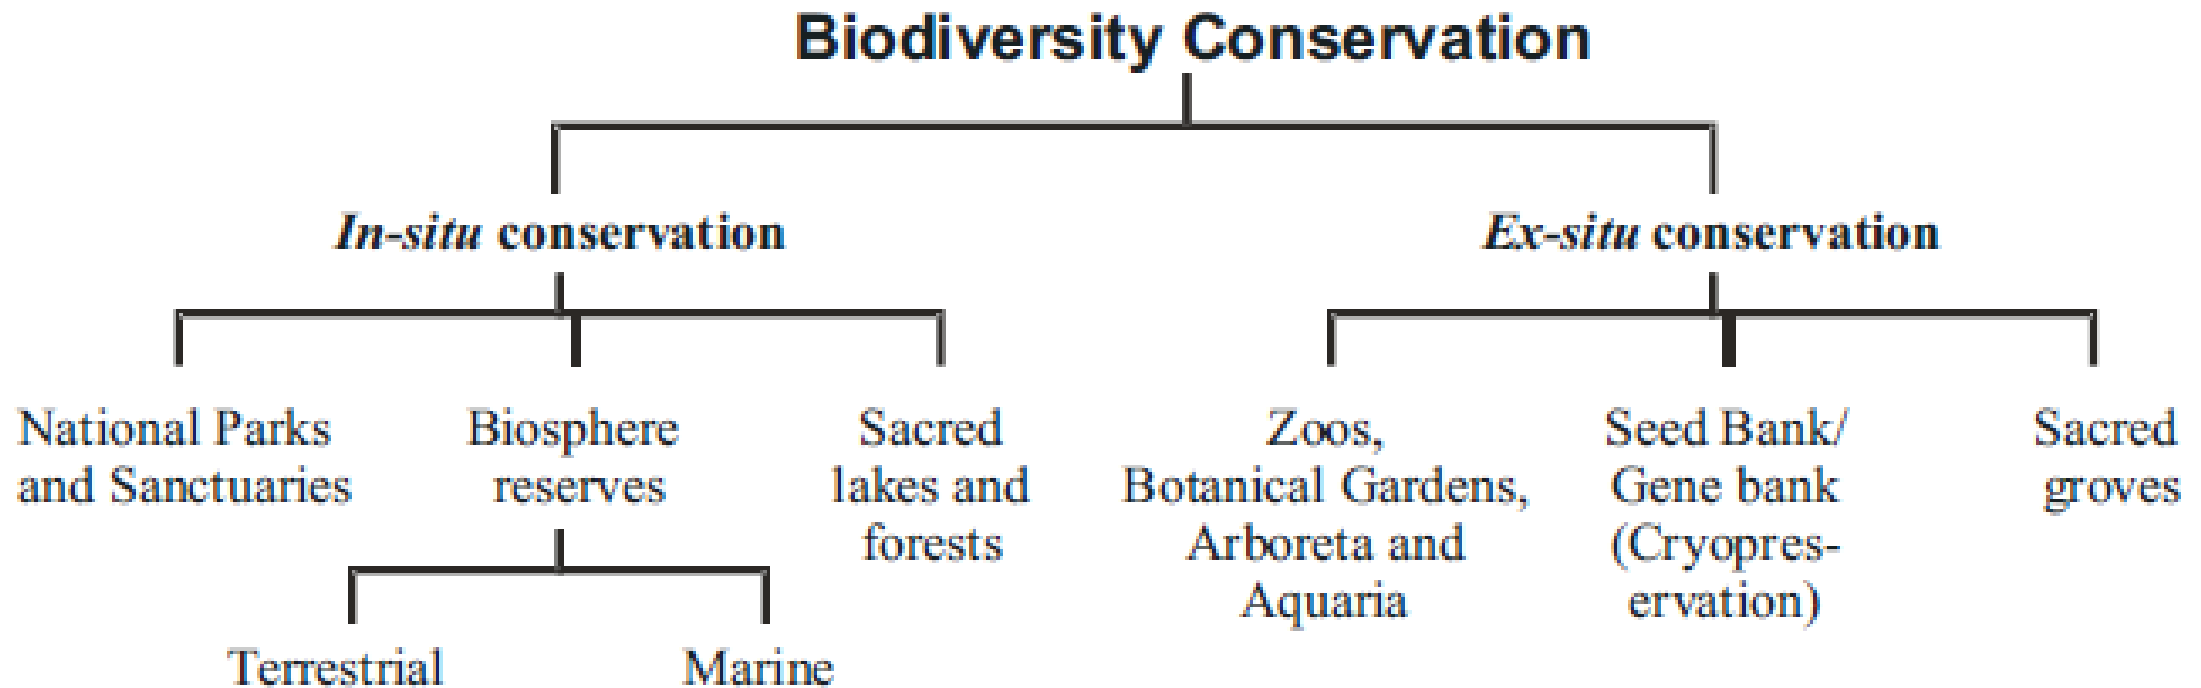 Biodiversity Conservation
In-situ conservation
Ex-situ conservation
National Parks
and Sanctuaries
Biosphere
reserves
Sacred
lakes and
forests
Zoos,
Botanical Gardens,
Arboreta and
Aquaria
Seed Bank/
Gene bank
(Cryopres-
ervation)
Sacred
groves
Terrestrial
Marine